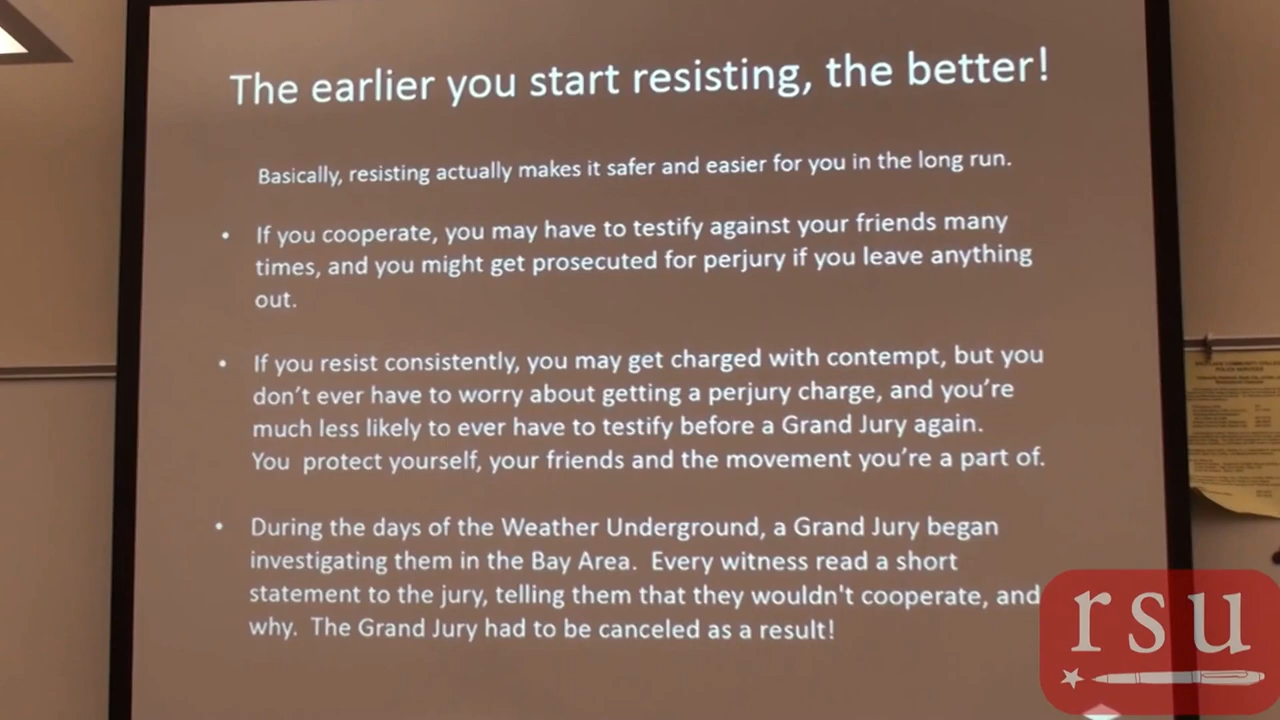 The earlier you start resisting, the better!
Basically, resisting actually makes it safer and easier for you in the long run.
• If you cooperate, you may have to testify against your friends many
times, and you might get prosecuted for perjury if you leave anything
out.
• If you resist consistently, you may get charged with contempt, but you
don't ever have to worry about getting a perjury charge, and you're
much less likely to ever have to testify before a Grand Jury again.
You protect yourself, your friends and the movement you're a part of.
• During the days of the Weather Underground, a Grand Jury began
investigating them in the Bay Area. Every witness read a short
statement to the jury, telling them that they wouldn't cooperate, and
why. The Grand Jury had to be canceled as a result!
rsu